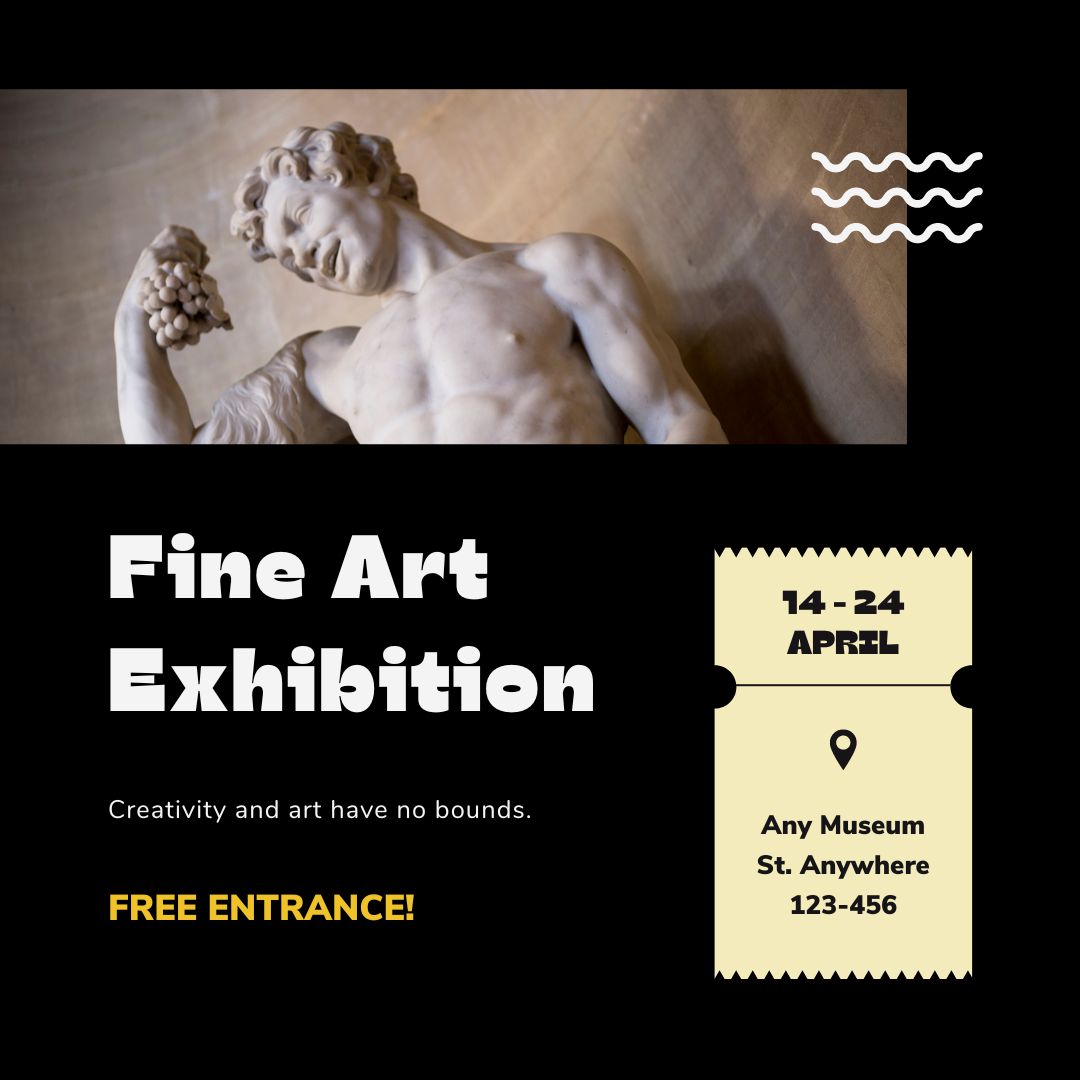 Fine Art
Exhibition
Creativity and art have no bounds.
FREE ENTRANCE!
14 - 24
APRIL
Any Museum
St. Anywhere
123-456